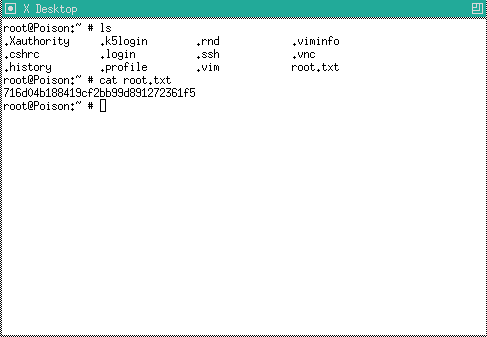 X Desktop
root@Poison:~ # ls
.Xauthority .k5login .rnd .viminfo
.cshrc .login .ssh .vnc
.history .profile .vim root.txt
root@Poison:~ # cat root.txt
716d04b188419cf2bb99d891272361f5
root@Poison:~ #